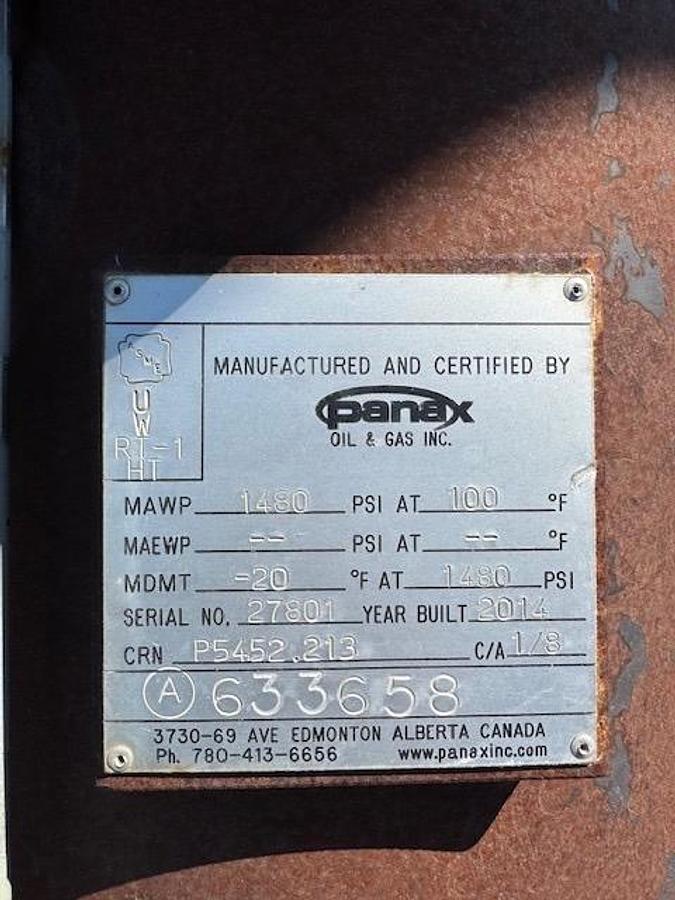 ASME
U
W
RT-1
HT
MANUFACTURED AND CERTIFIED BY
panax
OIL & GAS INC.
MAWP 1480 PSI AT 100 °F
MAEWP -- PSI AT -- °F
MDMT -20 °F AT 1480 PSI
SERIAL NO. 27801 YEAR BUILT 2014
CRN P5452.213 C/A 1/8
A 633658
3730-69 AVE EDMONTON ALBERTA CANADA
Ph. 780-413-6656 www.panaxinc.com